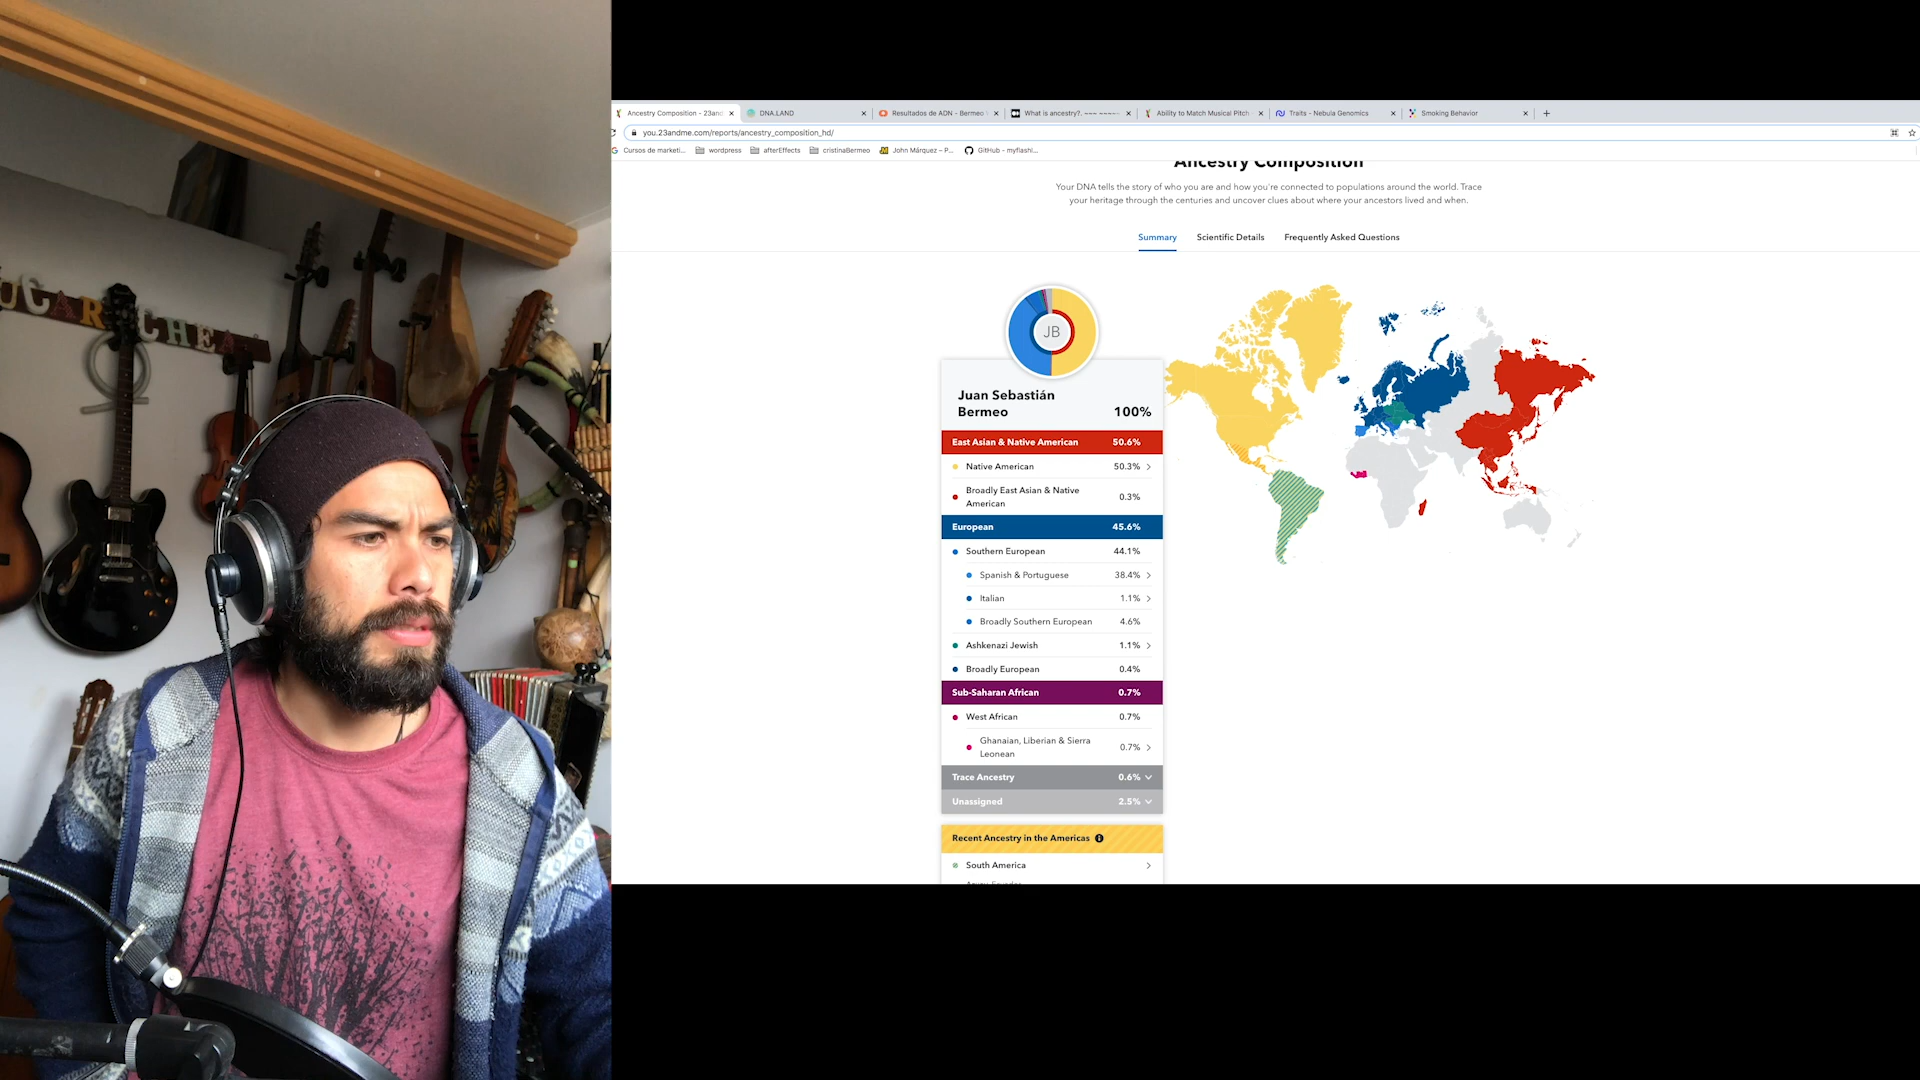 UCAR
CHEA
Ancestry Composition - 23and
DNA.LAND
Resultados de ADN - Bermeo
What is ancestry?.
Ability to Match Musical Pitch
Traits - Nebula Genomics
Smoking Behavior
you.23andme.com/reports/ancestry_composition_hd/
Cursos de marketi...
wordpress
afterEffects
cristinaBermeo
John Márquez – P...
GitHub - myflashl...
Ancestry Composition
Your DNA tells the story of who you are and how you're connected to populations around the world. Trace
your heritage through the centuries and uncover clues about where your ancestors lived and when.
Summary
Scientific Details
Frequently Asked Questions
JB
Juan Sebastián
Bermeo 100%
East Asian & Native American 50.6%
Native American 50.3%
Broadly East Asian & Native
American 0.3%
European 45.6%
Southern European 44.1%
Spanish & Portuguese 38.4%
Italian 1.1%
Broadly Southern European 4.6%
Ashkenazi Jewish 1.1%
Broadly European 0.4%
Sub-Saharan African 0.7%
West African 0.7%
Ghanaian, Liberian & Sierra
Leonean 0.7%
Trace Ancestry 0.6%
Unassigned 2.5%
Recent Ancestry in the Americas
South America